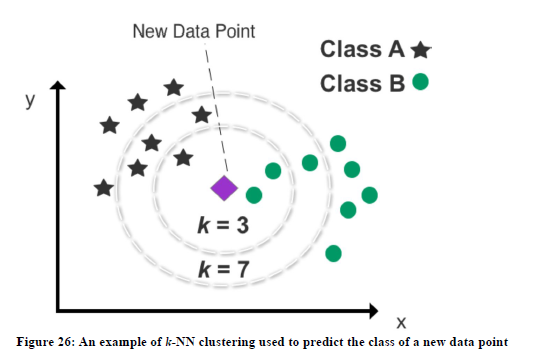 New Data Point
Class A
Class B
y
k = 3
k = 7
x
Figure 26: An example of k-NN clustering used to predict the class of a new data point